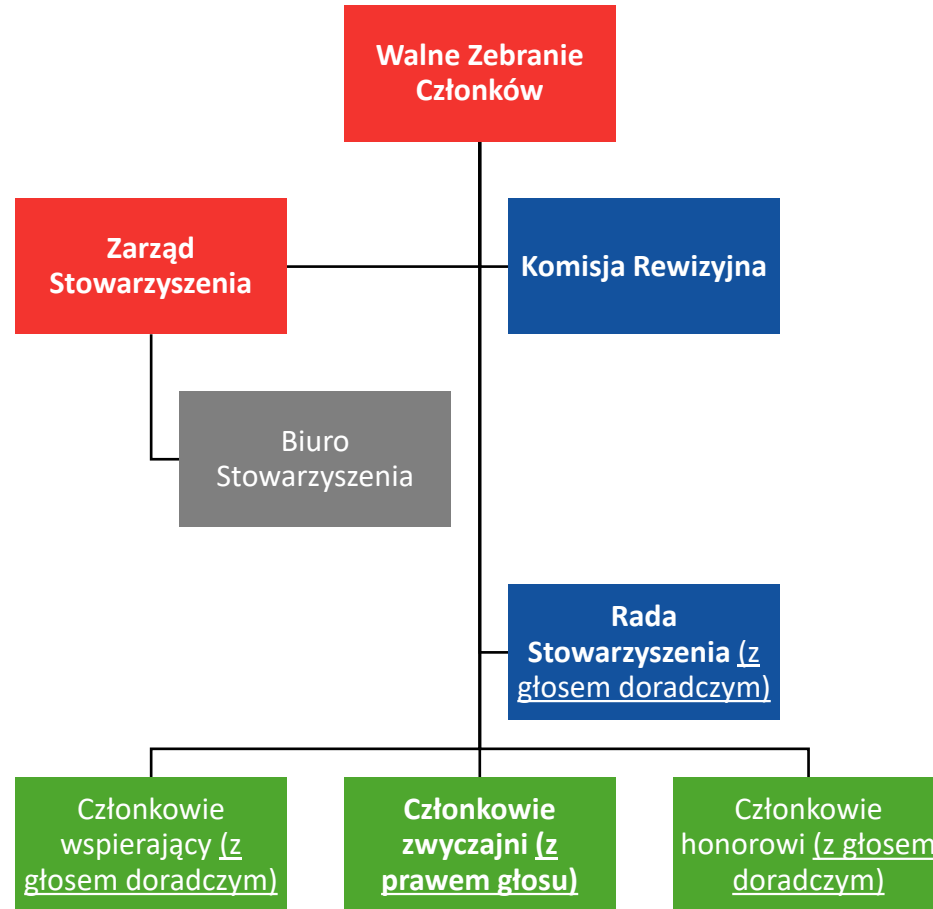 Walne Zebranie
Członków
Zarząd
Stowarzyszenia
Komisja Rewizyjna
Biuro
Stowarzyszenia
Rada
Stowarzyszenia (z
głosem doradczym)
Członkowie
wspierający (z
głosem doradczym)
Członkowie
zwyczajni (z
prawem głosu)
Członkowie
honorowi (z głosem
doradczym)